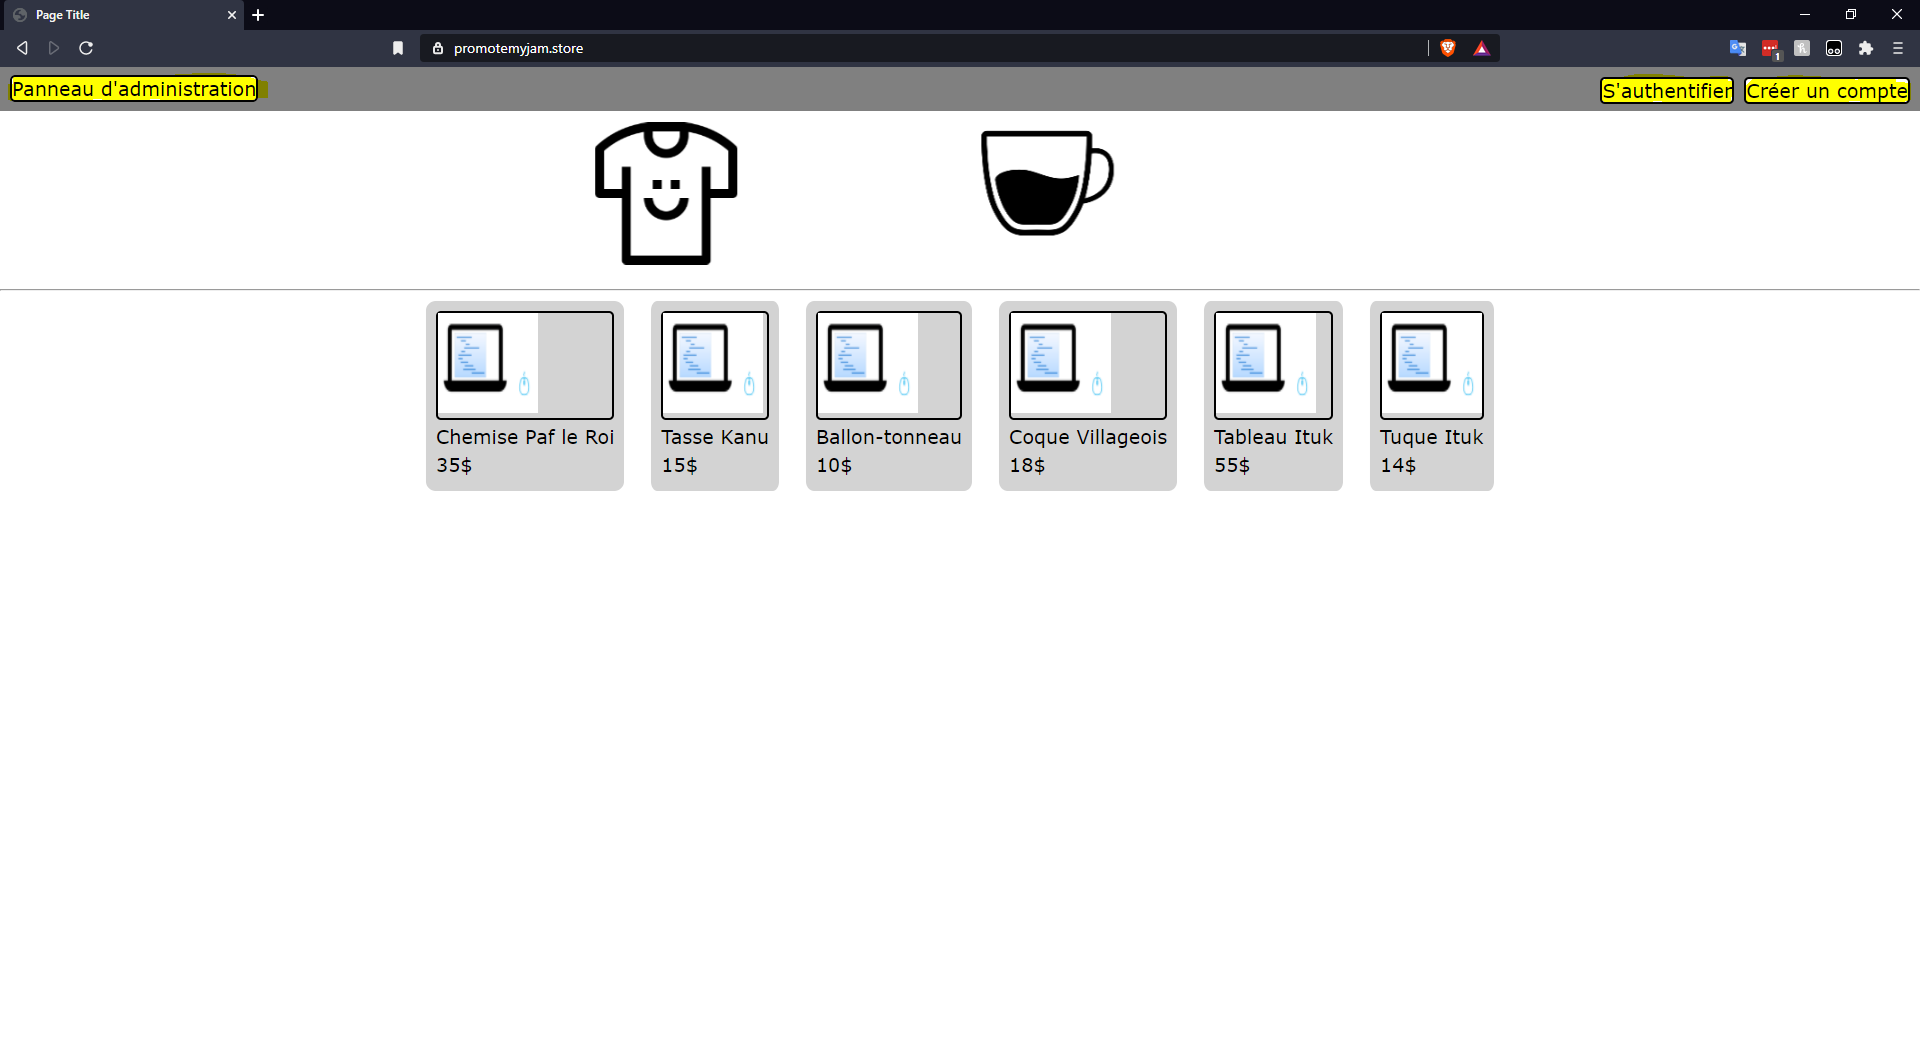 Page Title
promotemyjam.store
1
Panneau d'administration
S'authentifier
Créer un compte
Chemise Paf le Roi
35$
Tasse Kanu
15$
Ballon-tonneau
10$
Coque Villageois
18$
Tableau Ituk
55$
Tuque Ituk
14$